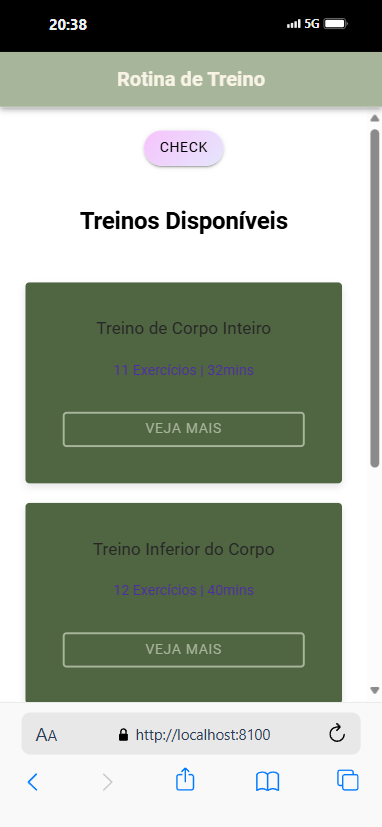 20:38
5G
Rotina de Treino
CHECK
Treinos Disponíveis
Treino de Corpo Inteiro
11 Exercícios | 32mins
VEJA MAIS
Treino Inferior do Corpo
12 Exercícios | 40mins
VEJA MAIS
AA http://localhost:8100